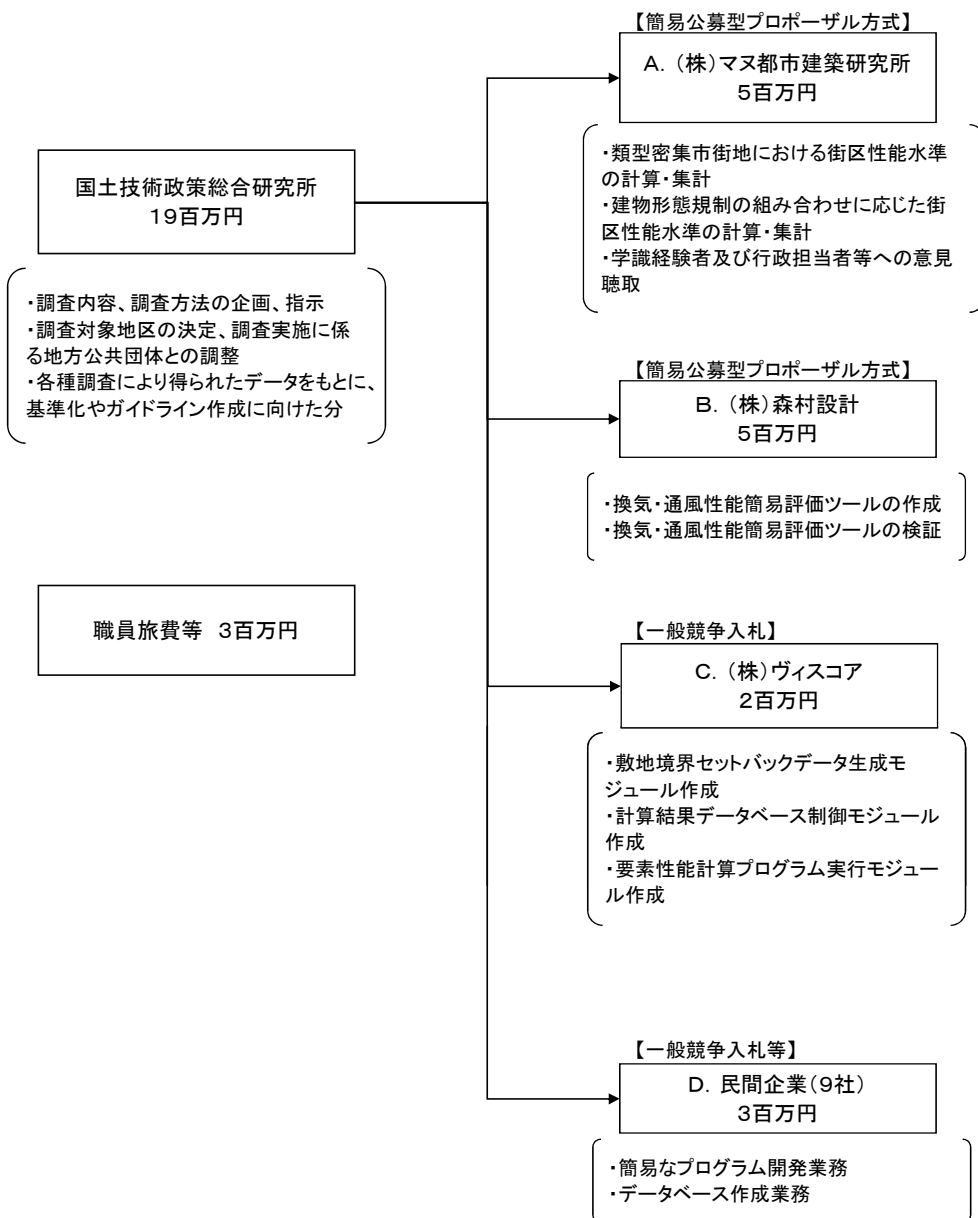 国土技術政策総合研究所
19百万円
・調査内容、調査方法の企画、指示
・調査対象地区の決定、調査実施に係
る地方公共団体との調整
・各種調査により得られたデータをもとに、
基準化やガイドライン作成に向けた分
職員旅費等 3百万円
【簡易公募型プロポーザル方式】
A. (株)マヌ都市建築研究所
5百万円
・類型密集市街地における街区性能水準
の計算・集計
・建物形態規制の組み合わせに応じた街
区性能水準の計算・集計
・学識経験者及び行政担当者等への意見
聴取
【簡易公募型プロポーザル方式】
B. (株)森村設計
5百万円
・換気・通風性能簡易評価ツールの作成
・換気・通風性能簡易評価ツールの検証
【一般競争入札】
C. (株)ヴィスコア
2百万円
・敷地境界セットバックデータ生成モ
ジュール作成
・計算結果データベース制御モジュール
作成
・要素性能計算プログラム実行モジュー
ル作成
【一般競争入札等】
D. 民間企業(9社)
3百万円
・簡易なプログラム開発業務
・データベース作成業務